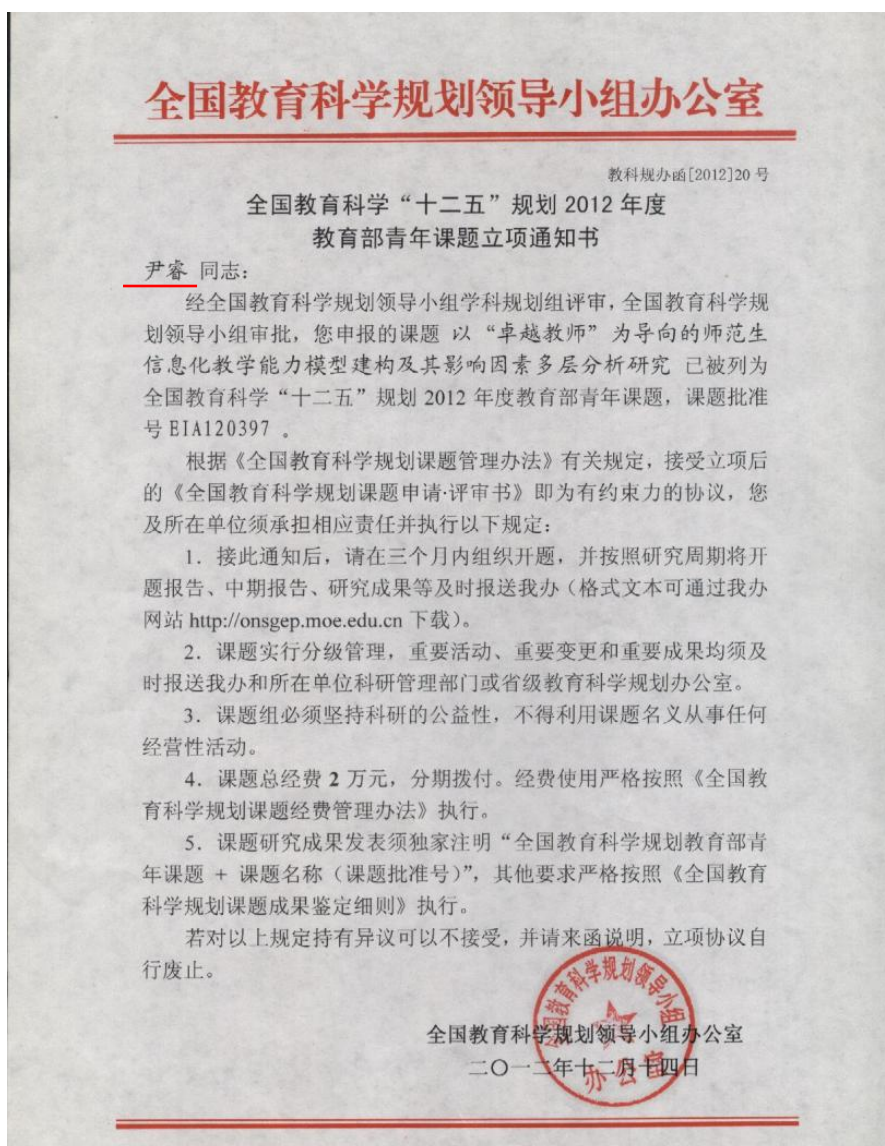 全国教育科学规划领导小组办公室
教科规办函[2012]20 号
全国教育科学“十二五”规划 2012 年度
教育部青年课题立项通知书
尹睿 同志：
经全国教育科学规划领导小组学科规划组评审，全国教育科学规
划领导小组审批，您申报的课题 以“卓越教师”为导向的师范生
信息化教学能力模型建构及其影响因素多层分析研究 已被列为
全国教育科学“十二五”规划 2012 年度教育部青年课题，课题批准
号 EIA120397 。
根据《全国教育科学规划课题管理办法》有关规定，接受立项后
的《全国教育科学规划课题申请·评审书》即为有约束力的协议，您
及所在单位须承担相应责任并执行以下规定：
1．接此通知后，请在三个月内组织开题，并按照研究周期将开
题报告、中期报告、研究成果等及时报送我办（格式文本可通过我办
网站 http://onsgep.moe.edu.cn 下载）。
2．课题实行分级管理，重要活动、重要变更和重要成果均须及
时报送我办和所在单位科研管理部门或省级教育科学规划办公室。
3．课题组必须坚持科研的公益性，不得利用课题名义从事任何
经营性活动。
4．课题总经费 2 万元，分期拨付。经费使用严格按照《全国教
育科学规划课题经费管理办法》执行。
5．课题研究成果发表须独家注明“全国教育科学规划教育部青
年课题 + 课题名称（课题批准号）”，其他要求严格按照《全国教育
科学规划课题成果鉴定细则》执行。
若对以上规定持有异议可以不接受，并请来函说明，立项协议自
行废止。
全国教育科学规划领导小组
办公室
全国教育科学规划领导小组办公室
二〇一二年十二月十四日